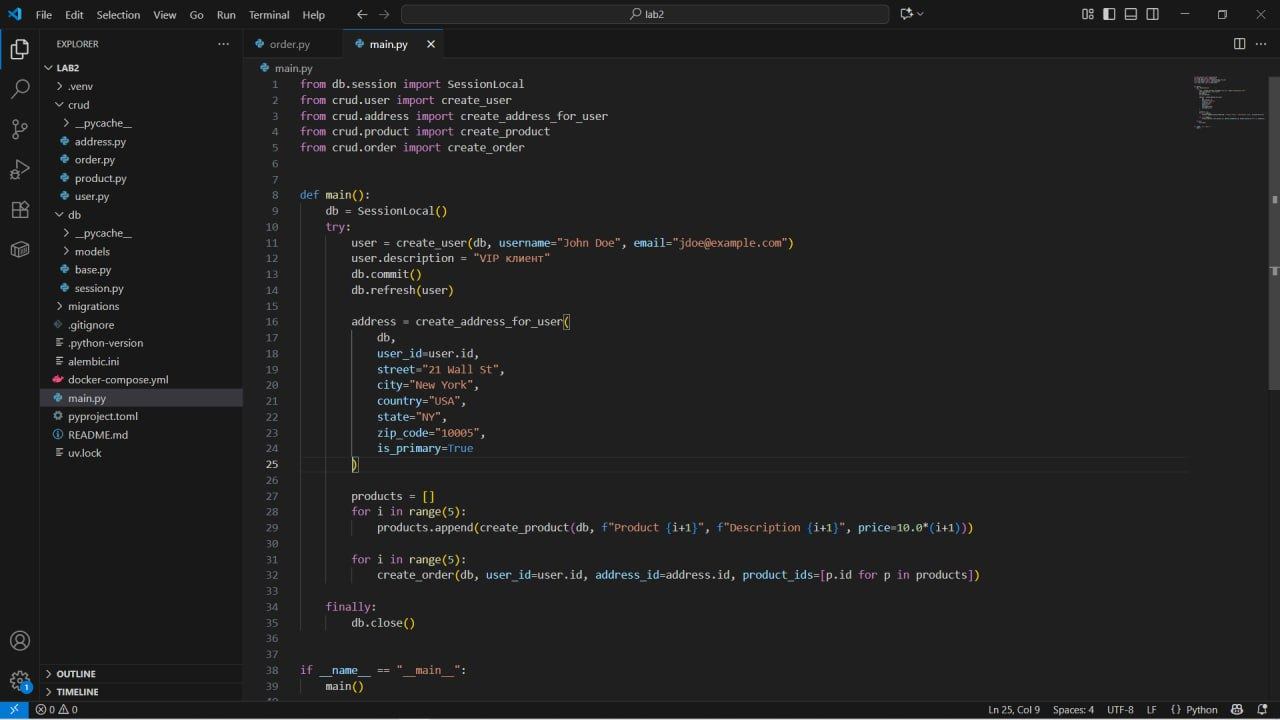 File Edit Selection View Go Run Terminal Help
lab2
EXPLORER
LAB2
.venv
crud
__pycache__
address.py
order.py
product.py
user.py
db
__pycache__
models
base.py
session.py
migrations
.gitignore
.python-version
alembic.ini
docker-compose.yml
main.py
pyproject.toml
README.md
uv.lock
OUTLINE
TIMELINE
order.py main.py
main.py
1 from db.session import SessionLocal
2 from crud.user import create_user
3 from crud.address import create_address_for_user
4 from crud.product import create_product
5 from crud.order import create_order
6
7
8 def main():
9     db = SessionLocal()
10     try:
11         user = create_user(db, username="John Doe", email="jdoe@example.com")
12         user.description = "VIP клиент"
13         db.commit()
14         db.refresh(user)
15
16         address = create_address_for_user(
17             db,
18             user_id=user.id,
19             street="21 Wall St",
20             city="New York",
21             country="USA",
22             state="NY",
23             zip_code="10005",
24             is_primary=True
25         )
26
27         products = []
28         for i in range(5):
29             products.append(create_product(db, f"Product {i+1}", f"Description {i+1}", price=10.0*(i+1)))
30
31         for i in range(5):
32             create_order(db, user_id=user.id, address_id=address.id, product_ids=[p.id for p in products])
33
34     finally:
35         db.close()
36
37
38 if __name__ == "__main__":
39     main()
1
0 0 Ln 25, Col 9 Spaces: 4 UTF-8 LF {} Python